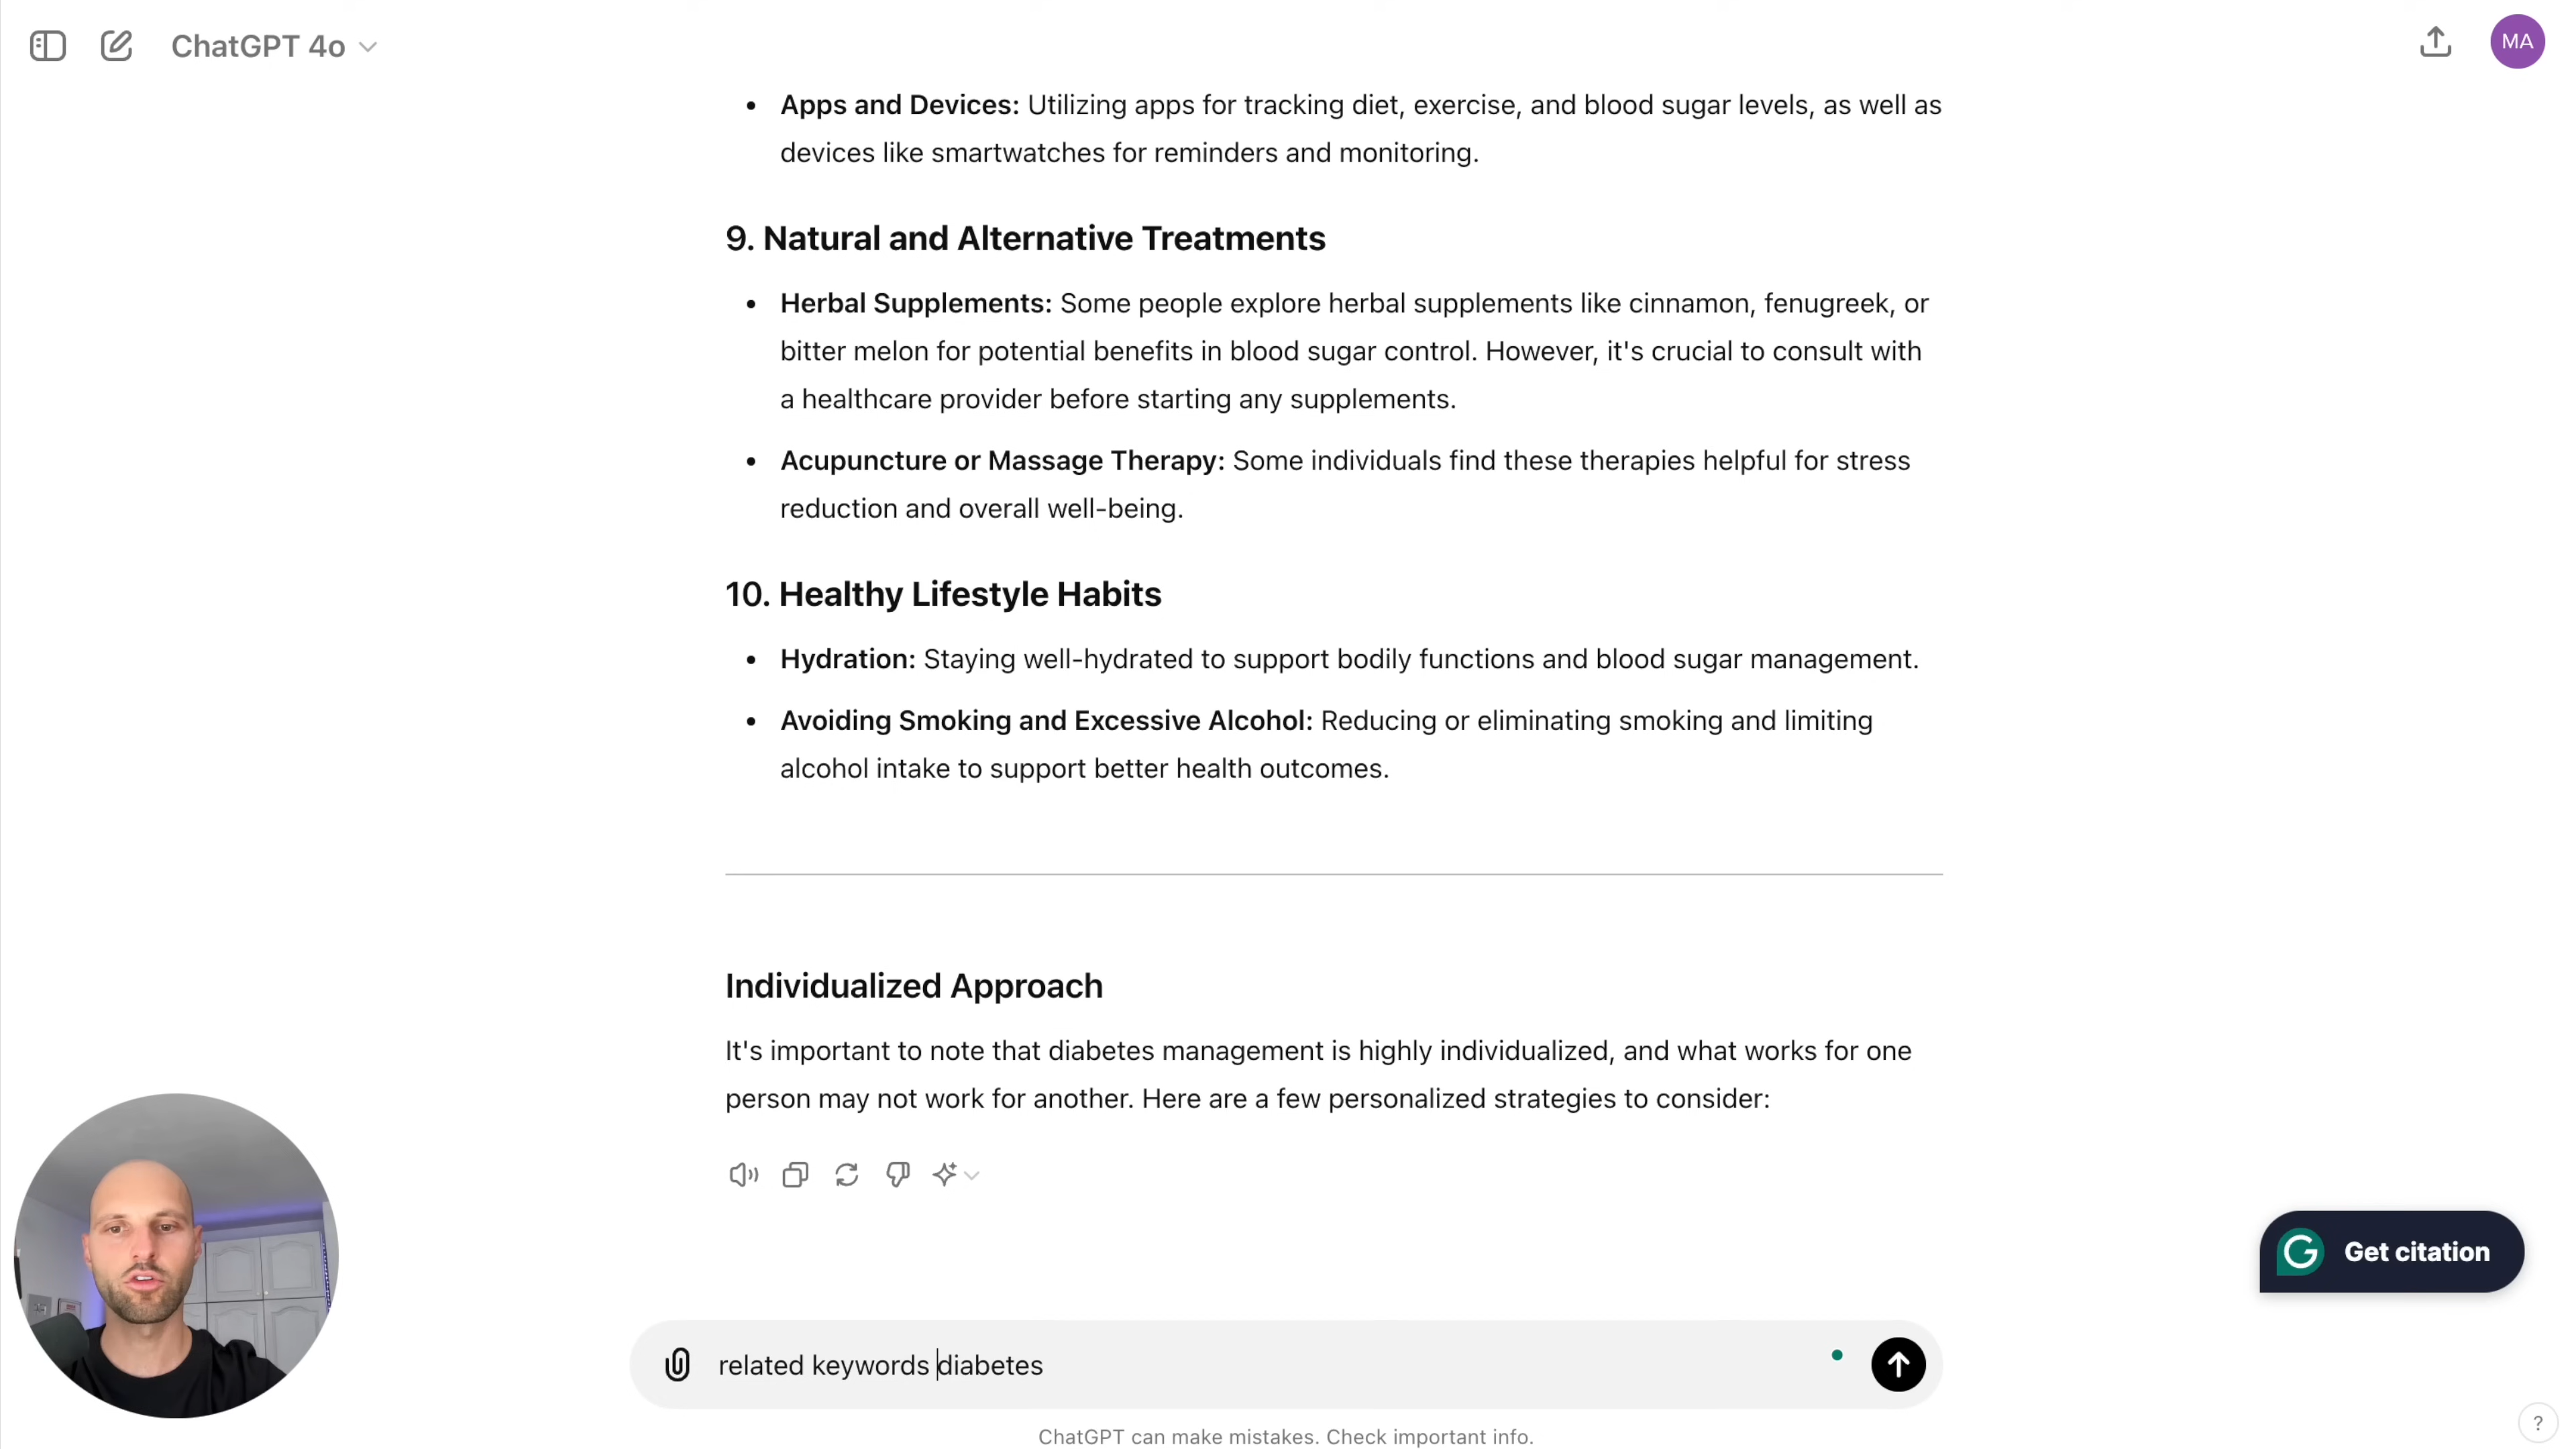 ChatGPT 4o
MA
• Apps and Devices: Utilizing apps for tracking diet, exercise, and blood sugar levels, as well as
devices like smartwatches for reminders and monitoring.
9. Natural and Alternative Treatments
• Herbal Supplements: Some people explore herbal supplements like cinnamon, fenugreek, or
bitter melon for potential benefits in blood sugar control. However, it's crucial to consult with
a healthcare provider before starting any supplements.
• Acupuncture or Massage Therapy: Some individuals find these therapies helpful for stress
reduction and overall well-being.
10. Healthy Lifestyle Habits
• Hydration: Staying well-hydrated to support bodily functions and blood sugar management.
• Avoiding Smoking and Excessive Alcohol: Reducing or eliminating smoking and limiting
alcohol intake to support better health outcomes.
Individualized Approach
It's important to note that diabetes management is highly individualized, and what works for one
person may not work for another. Here are a few personalized strategies to consider:
G Get citation
related keywords diabetes
ChatGPT can make mistakes. Check important info.
?